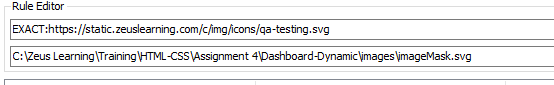 Rule Editor
EXACT:https://static.zeuslearning.com/c/img/icons/qa-testing.svg
C:\Zeus Learning\Training\HTML-CSS\Assignment 4\Dashboard-Dynamic\images\imageMask.svg